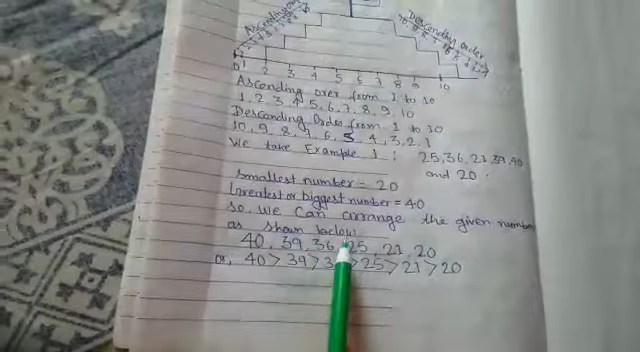 Ascending order
Descending order
0 1 2 3 4 5 6 7 8 9 10
Ascending over from 1 to 10
1, 2, 3, 4, 5, 6, 7, 8, 9, 10
Descanding Order from 1 to 10
10, 9, 8, 7, 6, 5, 4, 3, 2, 1
We take Example 1: 25, 36, 21, 39, 40
and 20.
Smallest number = 20
Greatest or biggest number = 40
so, we can arrange the given number
as shown below.
40, 39, 36, 25, 21, 20
or, 40 > 39 > 3 > 25 > 21 > 20